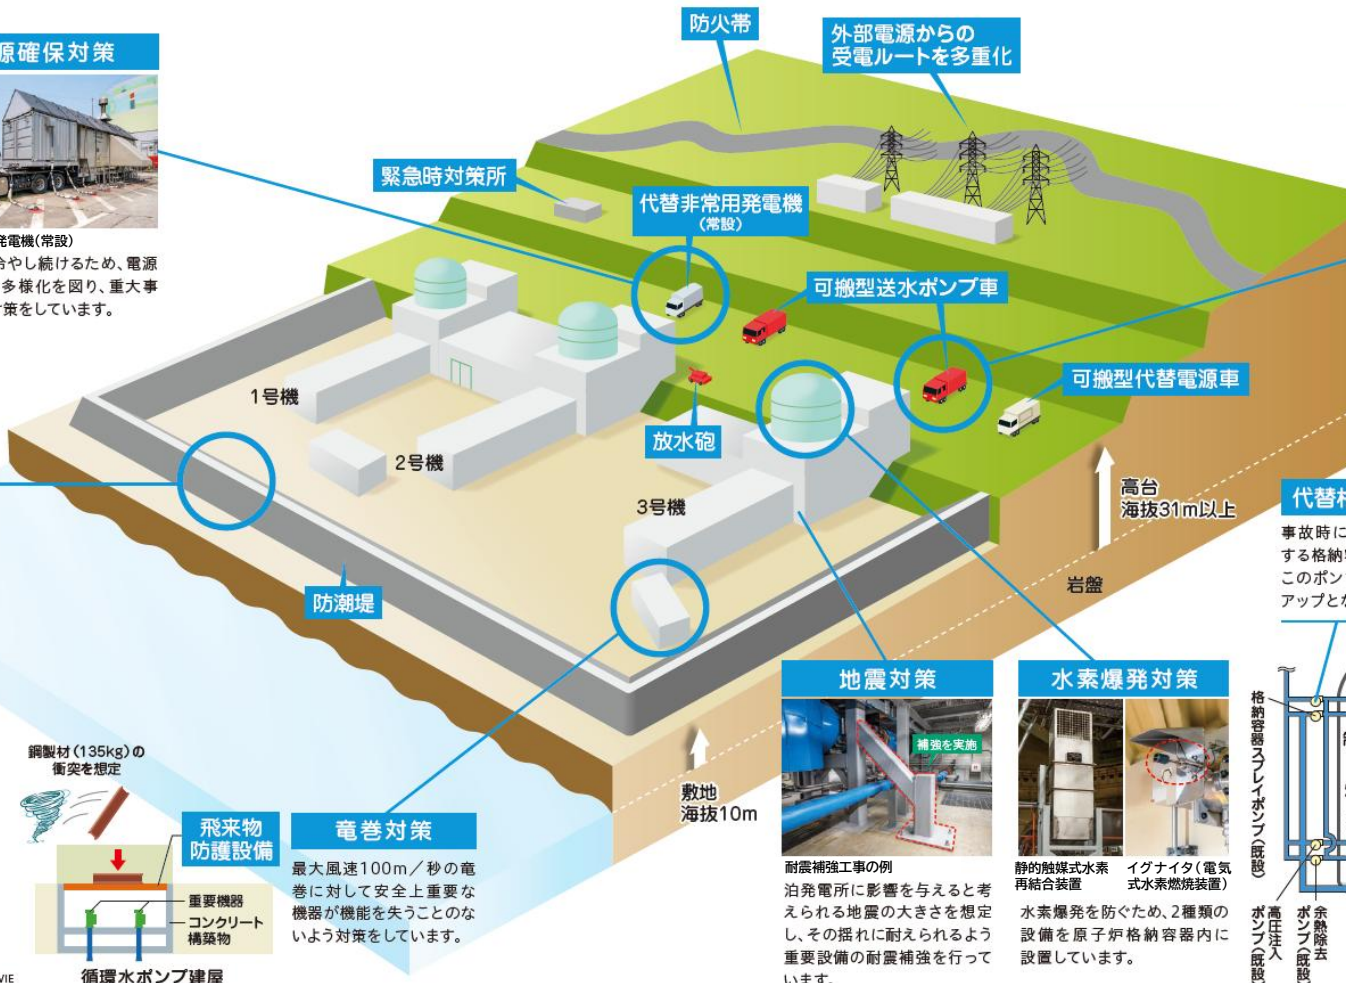 防火帯
外部電源からの
受電ルートを多重化
源確保対策
発電機(常設)
冷やし続けるため、電源
多様化を図り、重大事
策をしています。
緊急時対策所
代替非常用発電機
(常設)
可搬型送水ポンプ車
可搬型代替電源車
放水砲
1号機
2号機
3号機
防潮堤
高台
海抜31m以上
岩盤
敷地
海抜10m
代替
事故時に
する格納
このポン
アップと
鋼製材(135kg)の
衝突を想定
飛来物
防護設備
重要機器
コンクリート
構築物
循環水ポンプ建屋
VIE
竜巻対策
最大風速100m/秒の竜
巻に対して安全上重要な
機器が機能を失うことのな
いよう対策をしています。
地震対策
補強を実施
耐震補強工事の例
泊発電所に影響を与えると考
えられる地震の大きさを想定
し、その揺れに耐えられるよう
重要設備の耐震補強を行って
います。
水素爆発対策
静的触媒式水素
再結合装置
イグナイタ(電気
式水素燃焼装置)
水素爆発を防ぐため、2種類の
設備を原子炉格納容器内に
設置しています。
格納容器スプレイポンプ(既設)
高圧注入
ポンプ(既設)
余熱除去
ポンプ(既設)